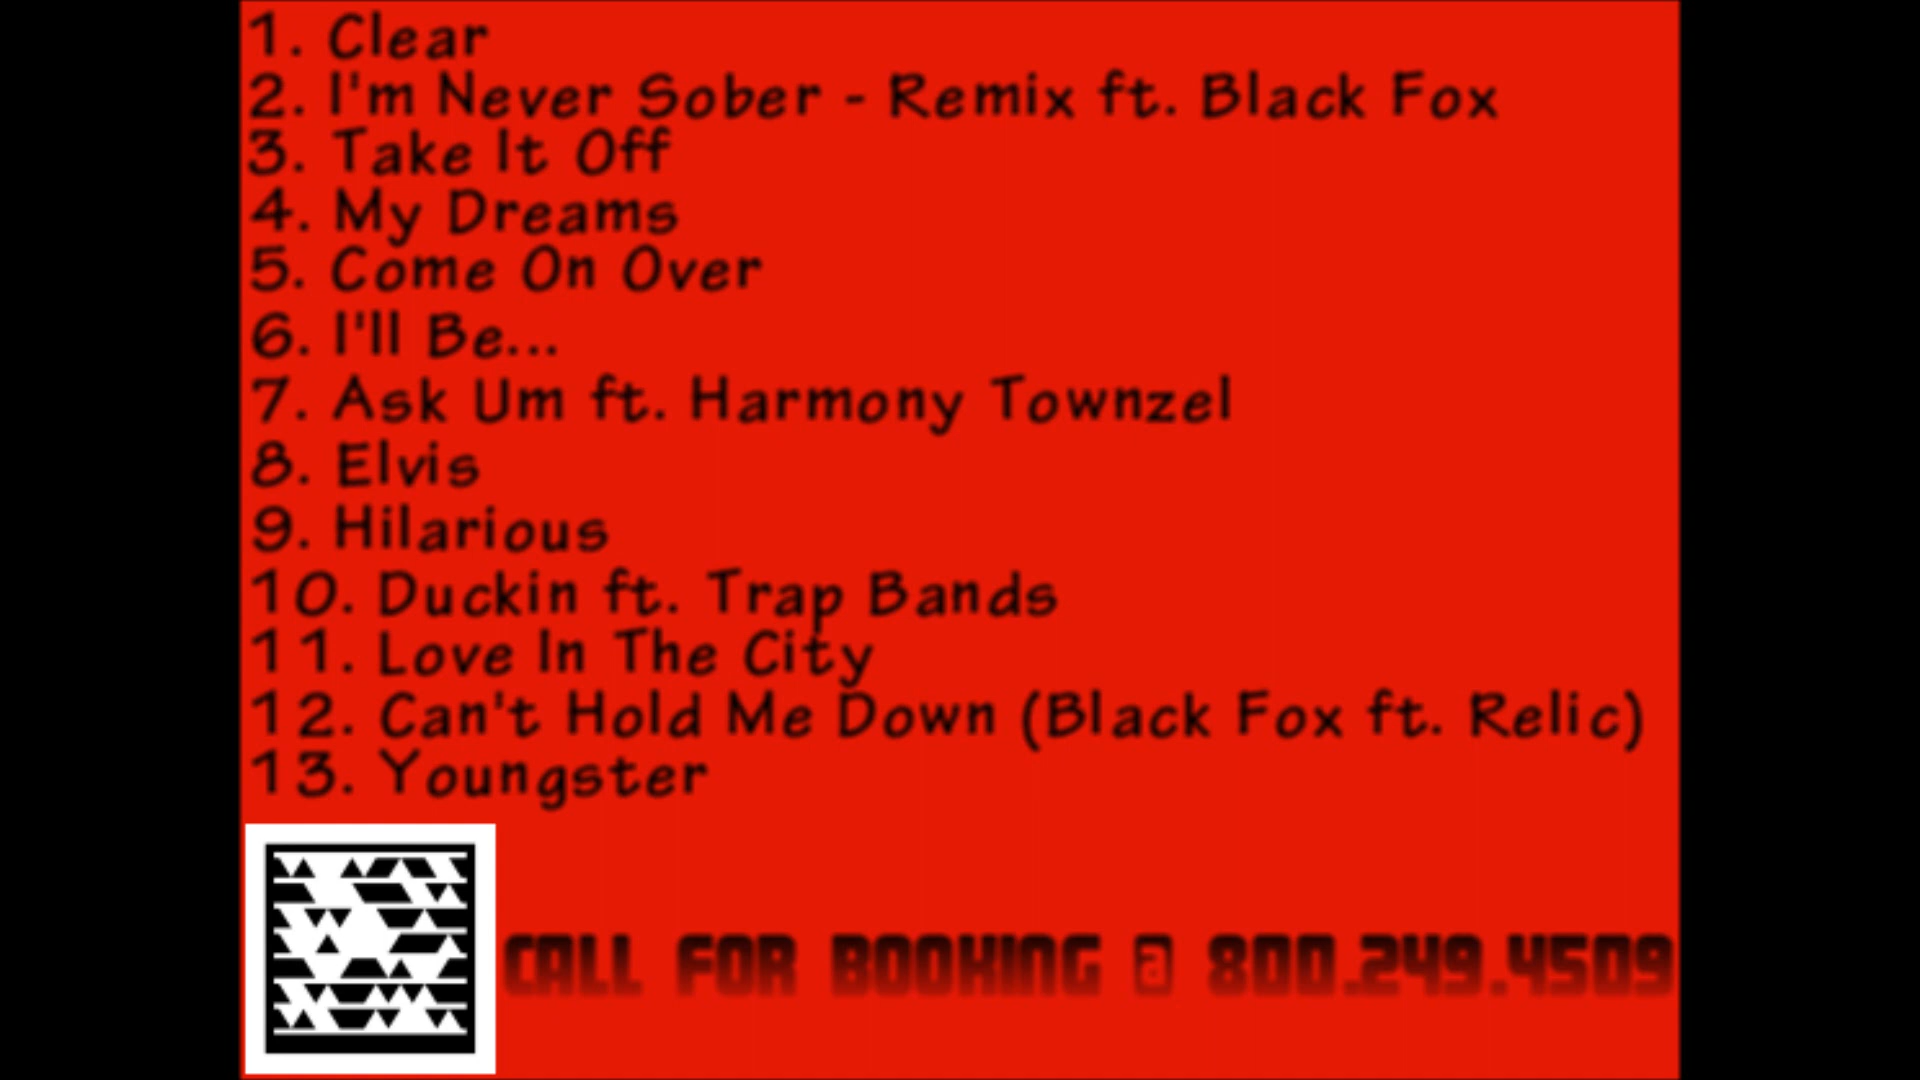 1. Clear
2. I'm Never Sober - Remix ft. Black Fox
3. Take It Off
4. My Dreams
5. Come On Over
6. I'll Be...
7. Ask Um ft. Harmony Townzel
8. Elvis
9. Hilarious
10. Duckin ft. Trap Bands
11. Love In The City
12. Can't Hold Me Down (Black Fox ft. Relic)
13. Youngster
CALL FOR BOOKING @ 800.249.4509